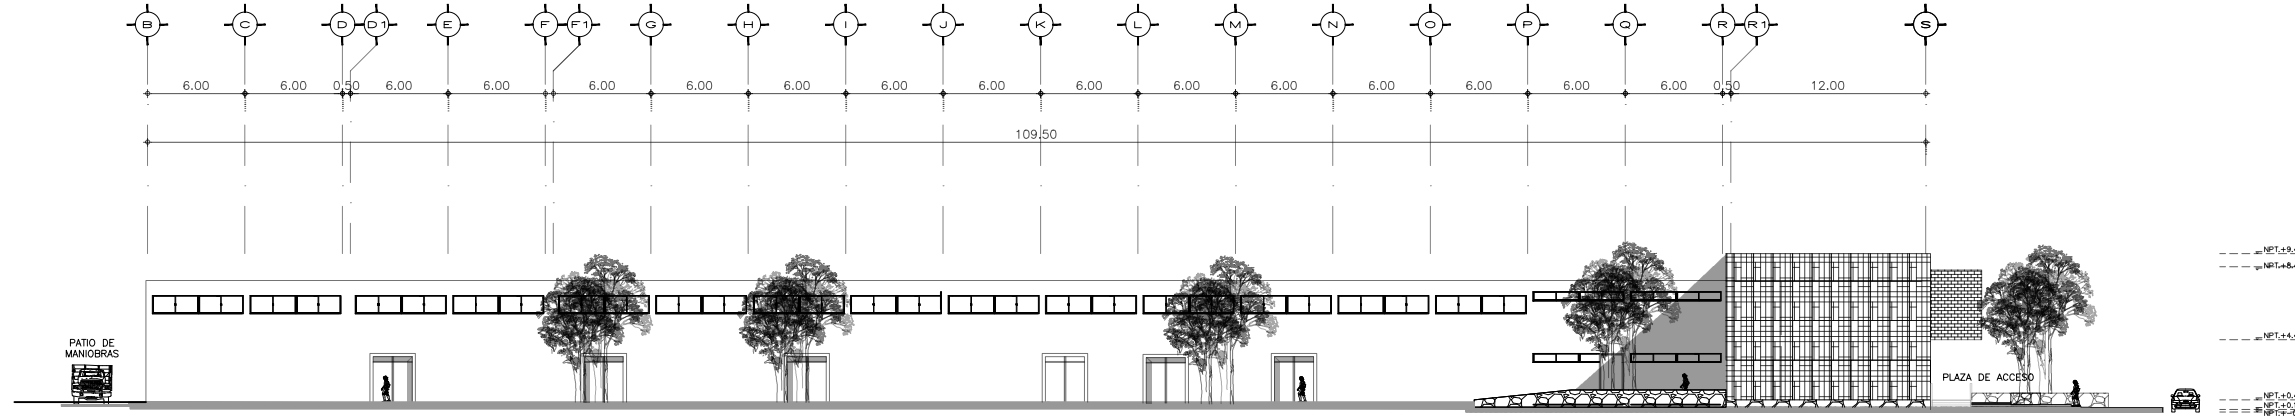 B C D D1 E F F1 G H I J K L M N O P Q R R1 S
6.00 6.00 0.50 6.00 6.00 6.00 6.00 6.00 6.00 6.00 6.00 6.00 6.00 6.00 6.00 6.00 0.50 12.00
109.50
PATIO DE
MANIOBRAS
PLAZA DE ACCESO